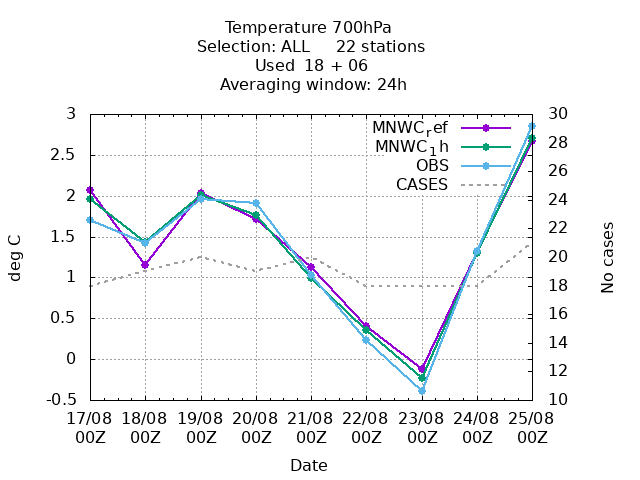 Temperature 700hPa
Selection: ALL     22 stations
Used  18 + 06
Averaging window: 24h
3
2.5
2
1.5
1
0.5
0
-0.5
30
28
26
24
22
20
18
16
14
12
10
MNWCref
MNWC1h
OBS
CASES
deg C
No cases
17/08 18/08 19/08 20/08 21/08 22/08 23/08 24/08 25/08
00Z 00Z 00Z 00Z 00Z 00Z 00Z 00Z 00Z
Date